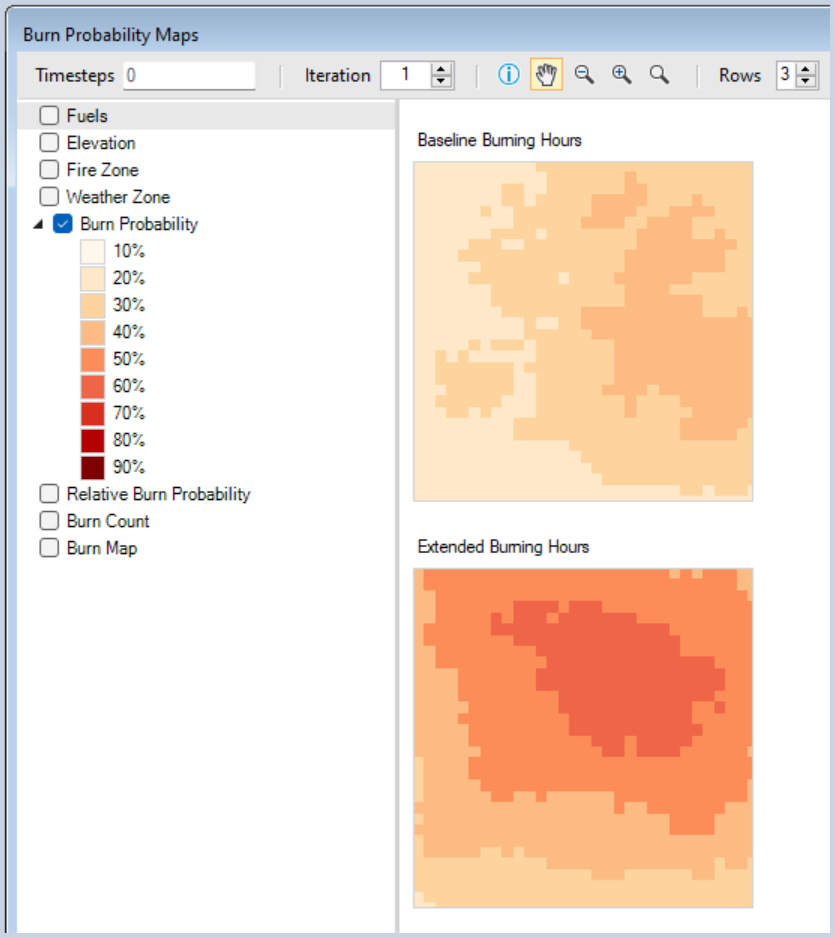 Burn Probability Maps
Timesteps 0 Iteration 1 Rows 3
Fuels
Elevation
Fire Zone
Weather Zone
Burn Probability
10%
20%
30%
40%
50%
60%
70%
80%
90%
Relative Burn Probability
Burn Count
Burn Map
Baseline Burning Hours
Extended Burning Hours